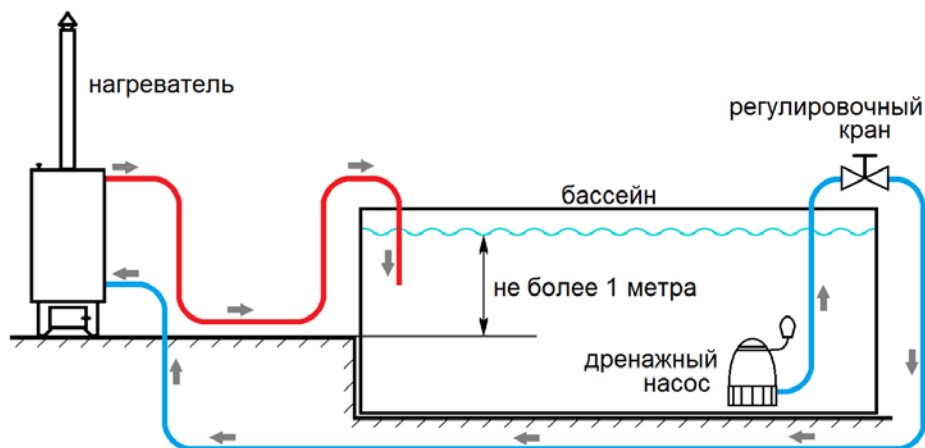 нагреватель
регулировочный
кран
бассейн
не более 1 метра
дренажный
насос